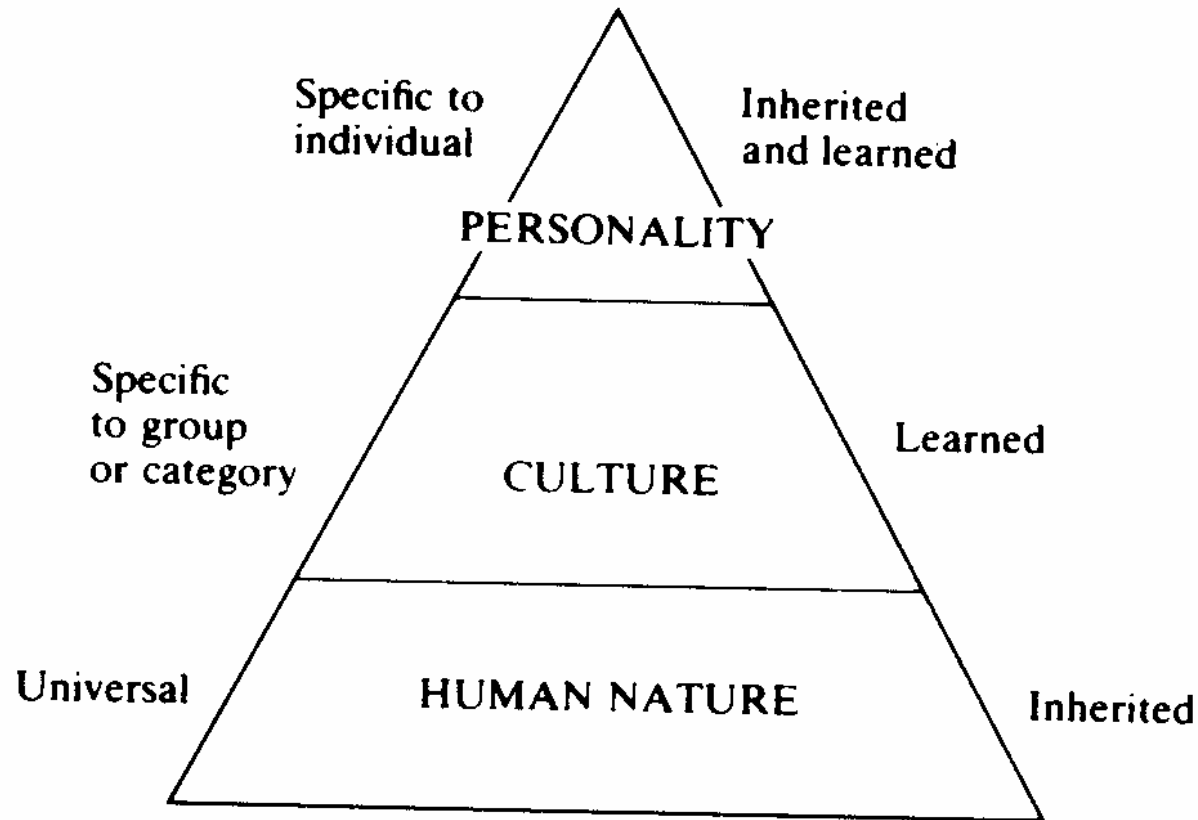 Specific to
individual
Inherited
and learned
PERSONALITY
Specific
to group
or category
Learned
CULTURE
Universal
HUMAN NATURE
Inherited